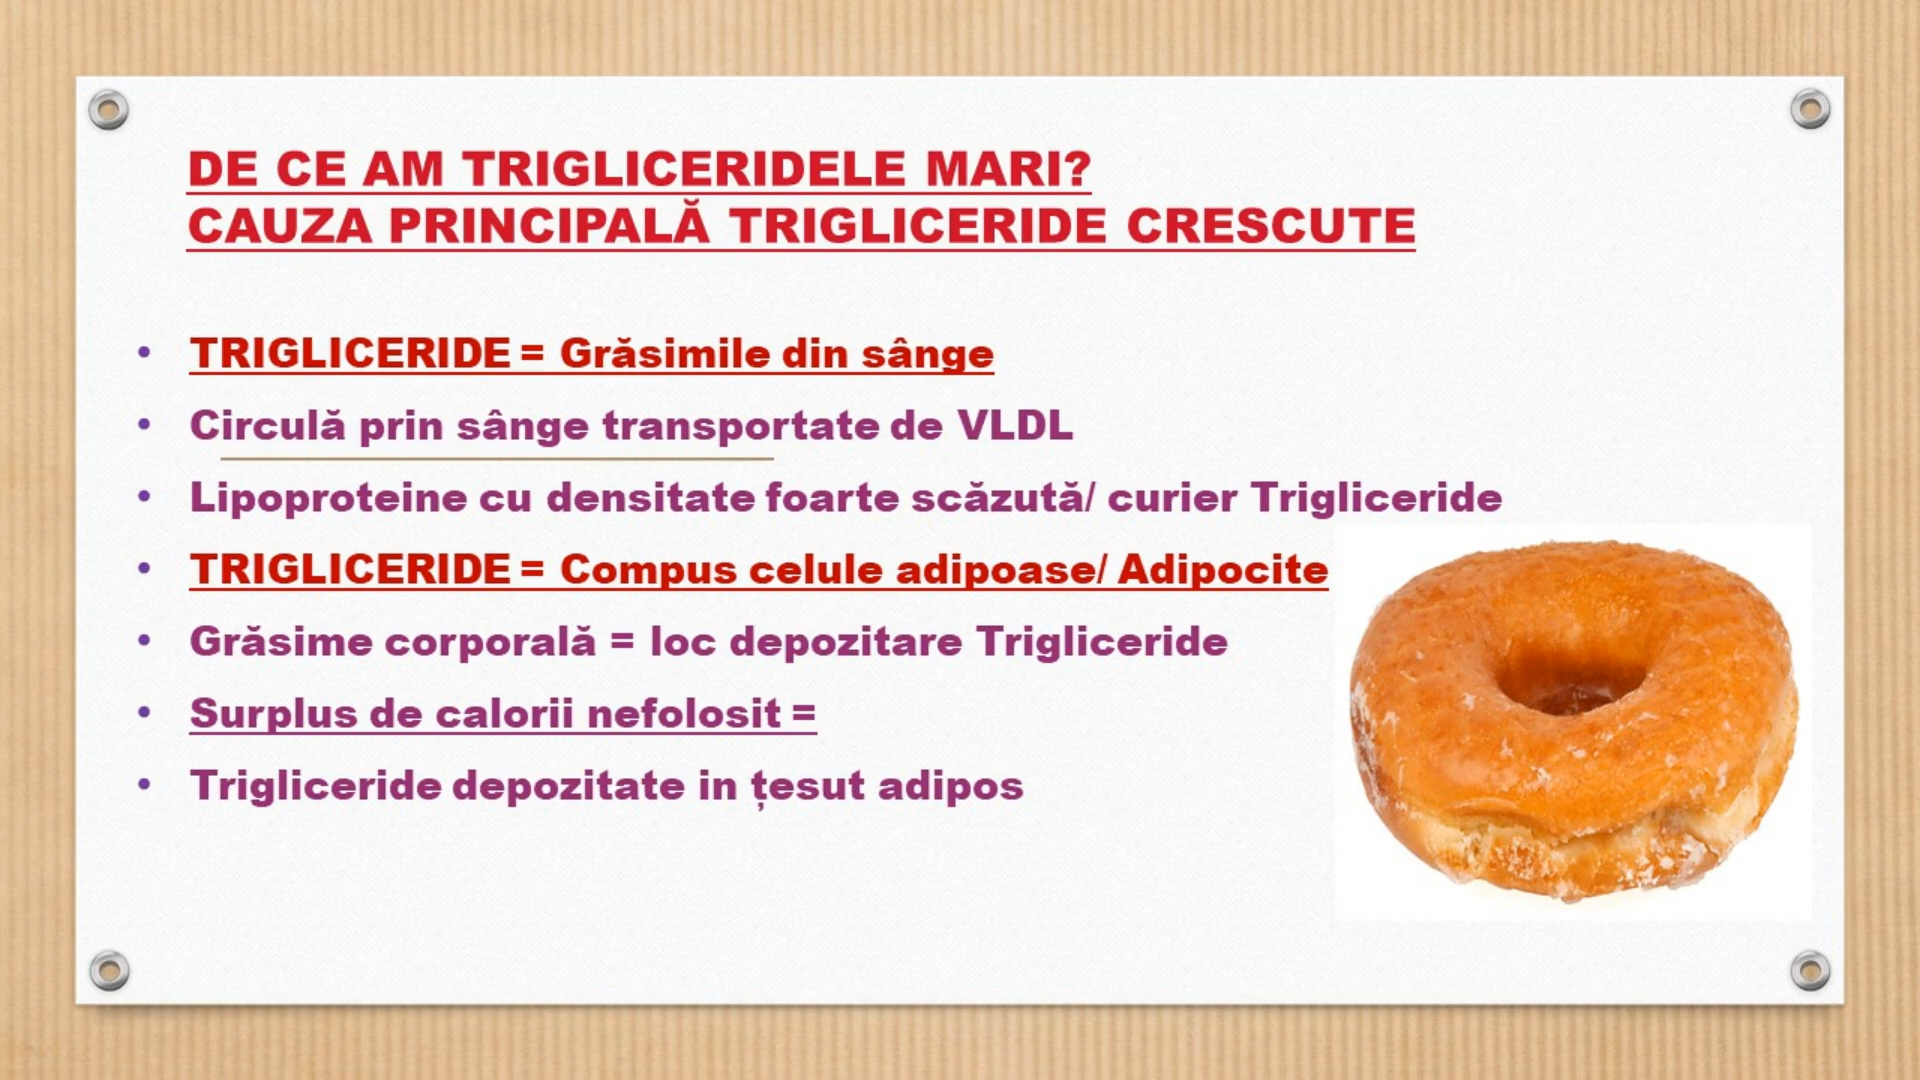 DE CE AM TRIGLICERIDELE MARI?
CAUZA PRINCIPALĂ TRIGLICERIDE CRESCUTE
• TRIGLICERIDE = Grăsimile din sânge
• Circulă prin sânge transportate de VLDL
• Lipoproteine cu densitate foarte scăzută/ curier Trigliceride
• TRIGLICERIDE = Compus celule adipoase/ Adipocite
• Grăsime corporală = loc depozitare Trigliceride
• Surplus de calorii nefolosit =
• Trigliceride depozitate in țesut adipos